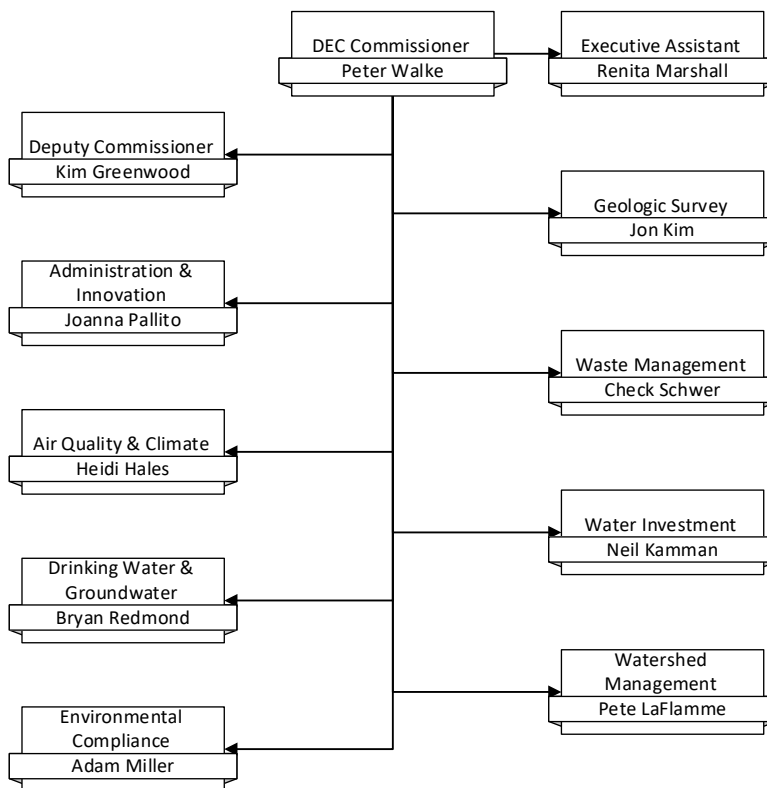 DEC Commissioner
Peter Walke
Executive Assistant
Renita Marshall
Deputy Commissioner
Kim Greenwood
Geologic Survey
Jon Kim
Administration &
Innovation
Joanna Pallito
Waste Management
Check Schwer
Air Quality & Climate
Heidi Hales
Water Investment
Neil Kamman
Drinking Water &
Groundwater
Bryan Redmond
Watershed
Management
Pete LaFlamme
Environmental
Compliance
Adam Miller